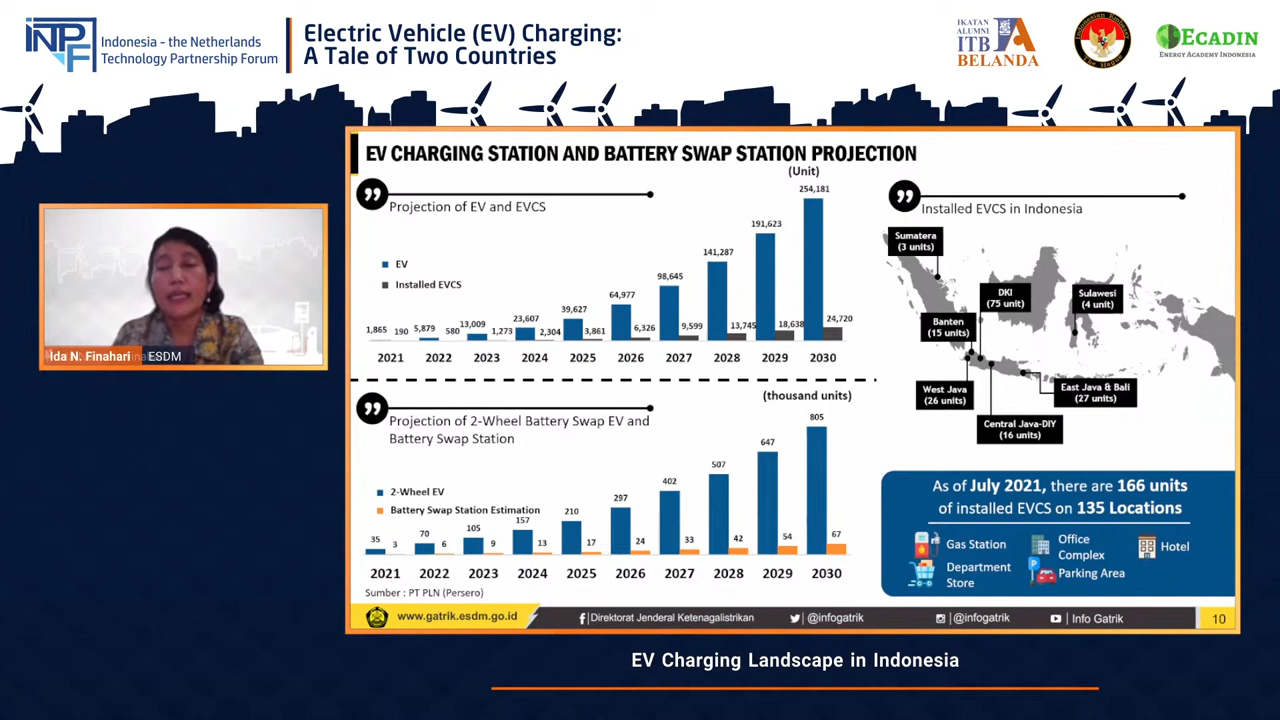 INPF
Indonesia - the Netherlands
Technology Partnership Forum
Electric Vehicle (EV) Charging:
A Tale of Two Countries
IKATAN
ALUMNI
ITB
BELANDA
Indonesian Embassy
The Hague
ECADIN
ENERGY ACADEMY INDONESIA
Ida N. Finahari
ESDM
EV CHARGING STATION AND BATTERY SWAP STATION PROJECTION
Projection of EV and EVCS
(Unit)
EV
Installed EVCS
1,865 190 5,879 580 13,009 1,273 23,607 2,304 39,627 3,861 64,977 6,326 98,645 9,599 141,287 13,745 191,623 18,638 254,181 24,720
2021 2022 2023 2024 2025 2026 2027 2028 2029 2030
Projection of 2-Wheel Battery Swap EV and
Battery Swap Station
(thousand units)
2-Wheel EV
Battery Swap Station Estimation
35 3 70 6 105 9 157 13 210 17 297 24 402 33 507 42 647 54 805 67
2021 2022 2023 2024 2025 2026 2027 2028 2029 2030
Sumber : PT PLN (Persero)
Installed EVCS in Indonesia
Sumatera
(3 units)
DKI
(75 unit)
Sulawesi
(4 unit)
Banten
(15 units)
West Java
(26 units)
East Java & Bali
(27 units)
Central Java-DIY
(16 units)
As of July 2021, there are 166 units
of installed EVCS on 135 Locations
Gas Station
Office
Complex
Hotel
Department
Store
P
Parking Area
www.gatrik.esdm.go.id
Direktorat Jenderal Ketenagalistrikan
@infogatrik
@infogatrik
Info Gatrik
10
EV Charging Landscape in Indonesia